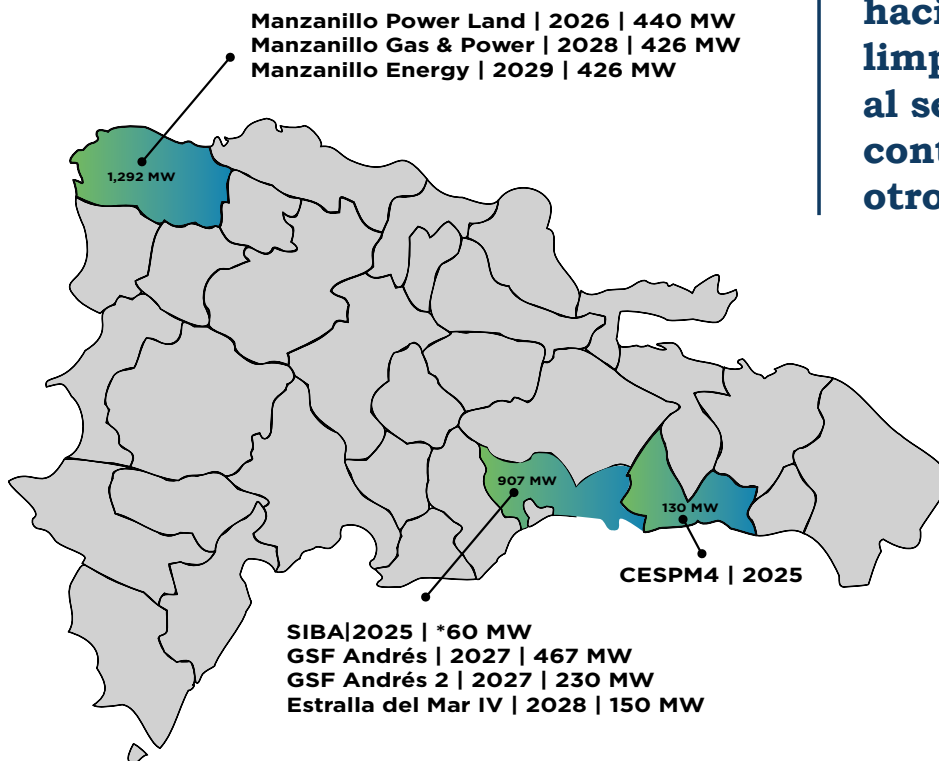 Manzanillo Power Land | 2026 | 440 MW
Manzanillo Gas & Power | 2028 | 426 MW
Manzanillo Energy | 2029 | 426 MW
al se
1,292 MW
907 MW
130 MW
CESPM4 | 2025
SIBA|2025 | *60 MW
GSF Andrés | 2027 | 467 MW
GSF Andrés 2 | 2027 | 230 MW
Estralla del Mar IV | 2028 | 150 MW